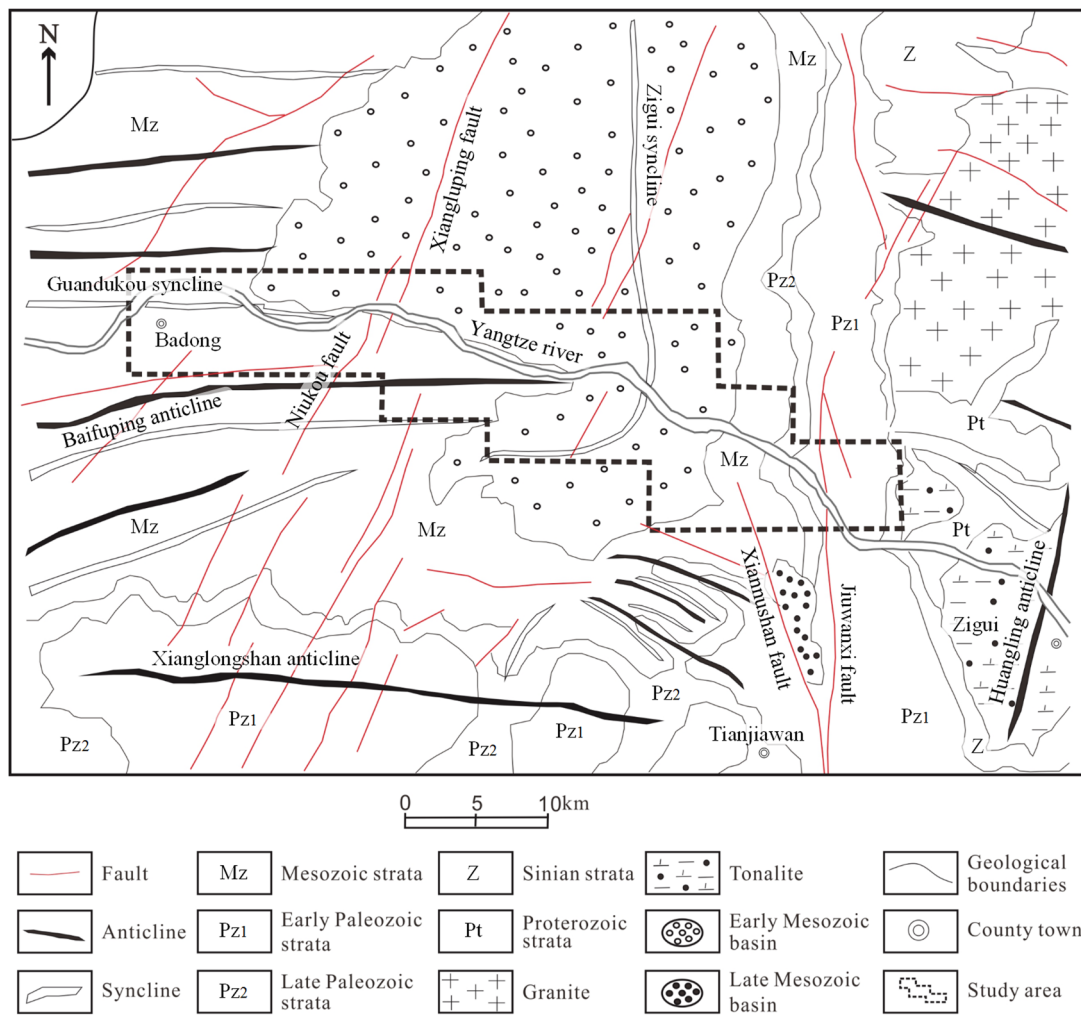 N
Mz
Z
Mz
Xiangluping fault
Zigui syncline
Pz2
Guandukou syncline
Pz1
Badong
Yangtze river
Niukou fault
Baifuping anticline
Pt
Mz
Mz
Mz
Pt
Xiannushan fault
Jiuwanxi fault
Zigui
Huangling anticline
Xianglongshan anticline
Pz2
Pz1
Pz1
Pz1
Pz2
Pz2
Tianjiawan
Z
0 5 10km
Fault
Mz Mesozoic strata
Z Sinian strata
Tonalite
Geological
boundaries
Anticline
Pz1 Early Paleozoic
strata
Pt Proterozoic
strata
Early Mesozoic
basin
County town
Syncline
Pz2 Late Paleozoic
strata
Granite
Late Mesozoic
basin
Study area